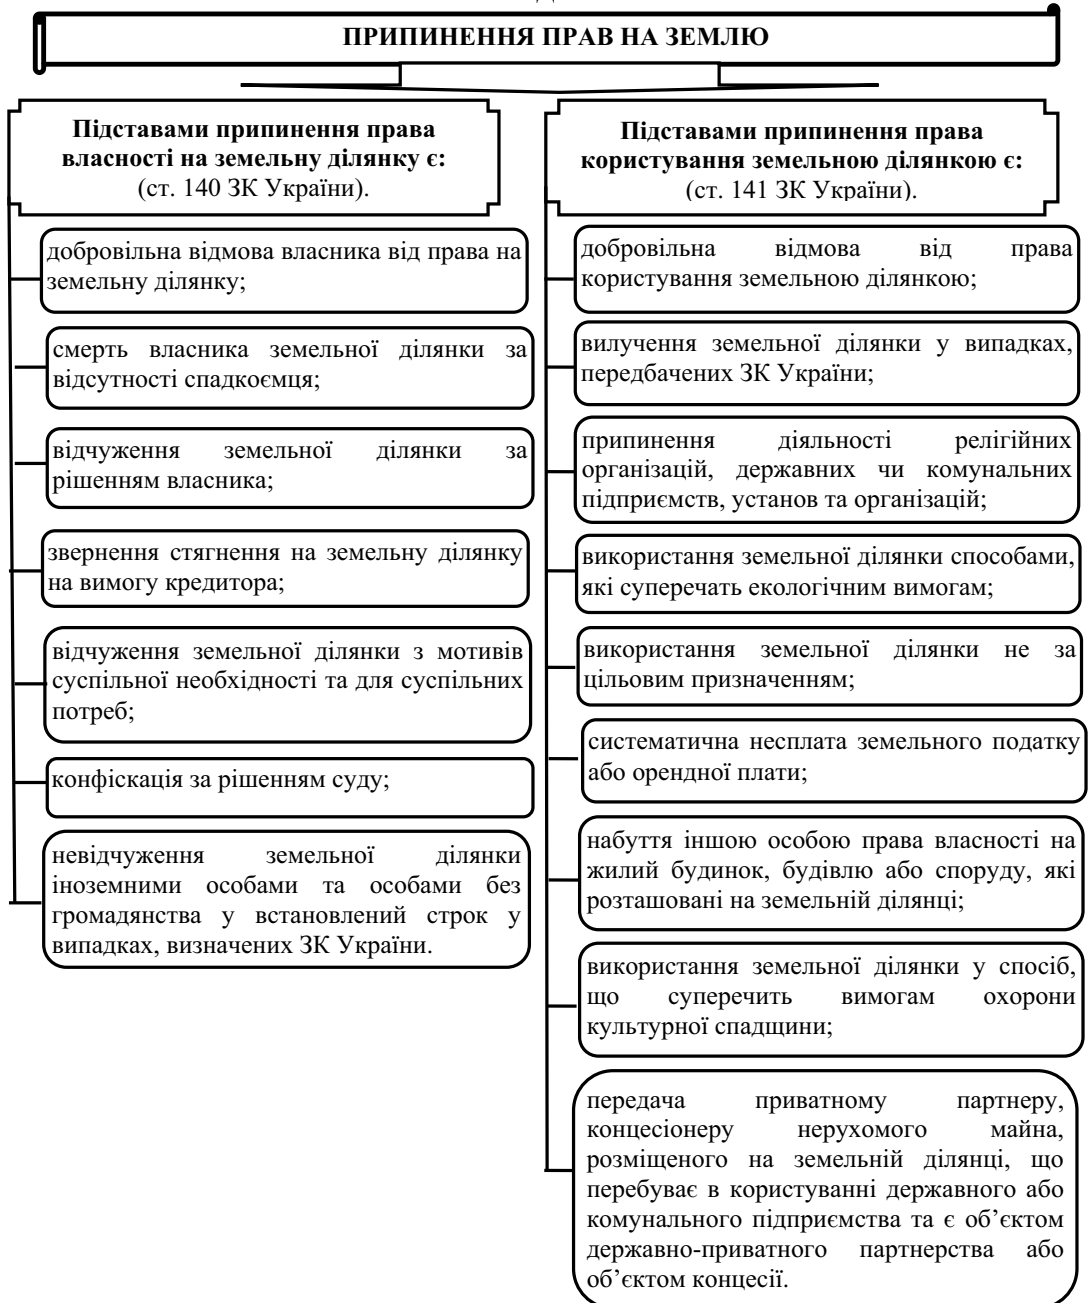 ПРИПИНЕННЯ ПРАВ НА ЗЕМЛЮ
Підставами припинення права
власності на земельну ділянку є:
(ст. 140 ЗК України).
добровільна відмова власника від права на
земельну ділянку;
смерть власника земельної ділянки за
відсутності спадкоємця;
відчуження земельної ділянки за
рішенням власника;
звернення стягнення на земельну ділянку
на вимогу кредитора;
відчуження земельної ділянки з мотивів
суспільної необхідності та для суспільних
потреб;
конфіскація за рішенням суду;
невідчуження земельної ділянки
іноземними особами та особами без
громадянства у встановлений строк у
випадках, визначених ЗК України.
Підставами припинення права
користування земельною ділянкою є:
(ст. 141 ЗК України).
добровільна відмова від права
користування земельною ділянкою;
вилучення земельної ділянки у випадках,
передбачених ЗК України;
припинення діяльності релігійних
організацій, державних чи комунальних
підприємств, установ та організацій;
використання земельної ділянки способами,
які суперечать екологічним вимогам;
використання земельної ділянки не за
цільовим призначенням;
систематична несплата земельного податку
або орендної плати;
набуття іншою особою права власності на
жилий будинок, будівлю або споруду, які
розташовані на земельній ділянці;
використання земельної ділянки у спосіб,
що суперечить вимогам охорони
культурної спадщини;
передача приватному партнеру,
концесіонеру нерухомого майна,
розміщеного на земельній ділянці, що
перебуває в користуванні державного або
комунального підприємства та є об’єктом
державно-приватного партнерства або
об’єктом концесії.